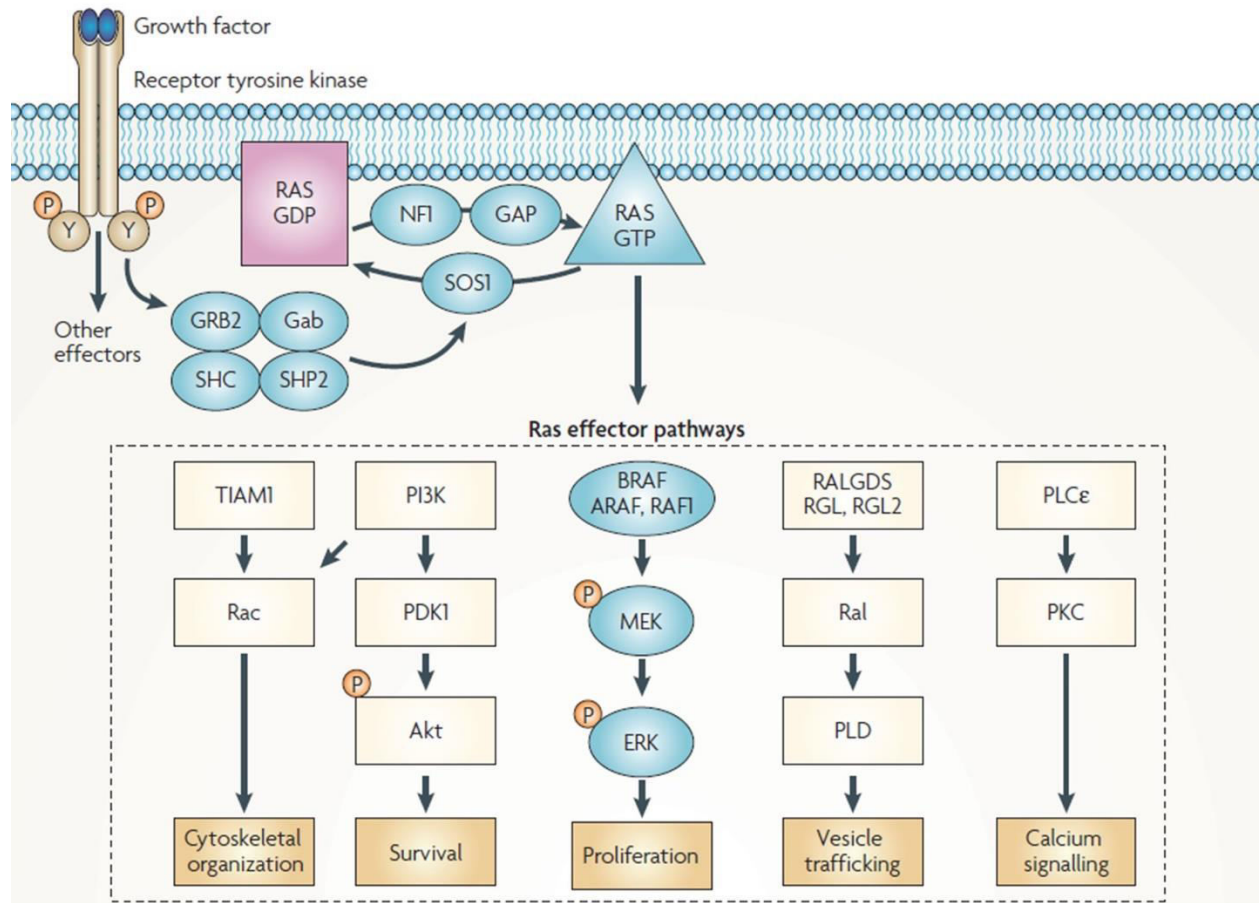 Growth factor
Receptor tyrosine kinase
P
Y
P
Y
RAS
GDP
NF1
GAP
RAS
GTP
SOS1
Other
effectors
GRB2
Gab
SHC
SHP2
Ras effector pathways
TIAM1
PI3K
BRAF
ARAF, RAF1
RALGDS
RGL, RGL2
PLCε
Rac
PDK1
P
MEK
Ral
PKC
P
Akt
P
ERK
PLD
Cytoskeletal
organization
Survival
Proliferation
Vesicle
trafficking
Calcium
signalling